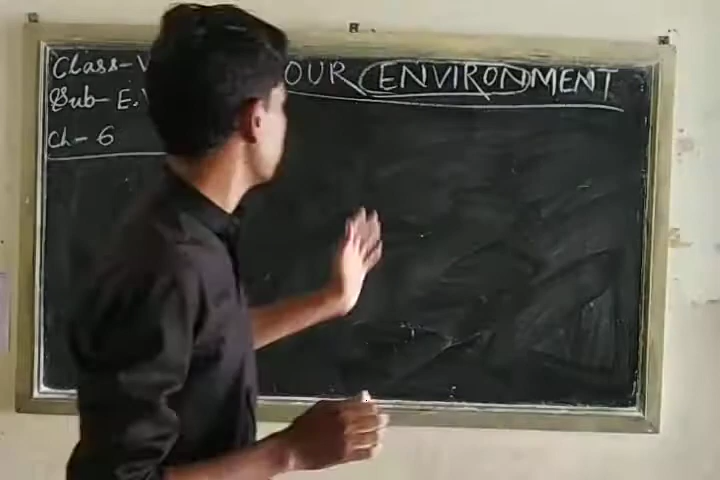 Class-V
Sub- E.V
Ch- 6
OUR ENVIRONMENT